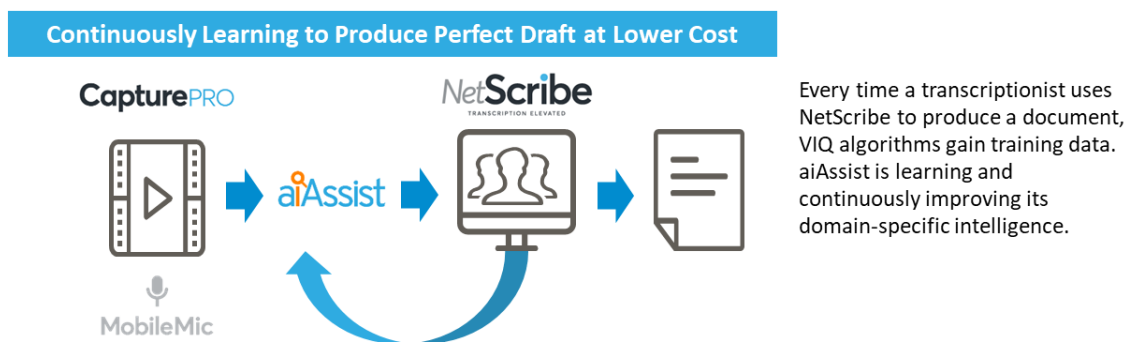 Continuously Learning to Produce Perfect Draft at Lower Cost
CapturePRO
NetScribe
TRANSCRIPTION ELEVATED
aiAssist
MobileMic
Every time a transcriptionist uses
NetScribe to produce a document,
VIQ algorithms gain training data.
aiAssist is learning and
continuously improving its
domain-specific intelligence.